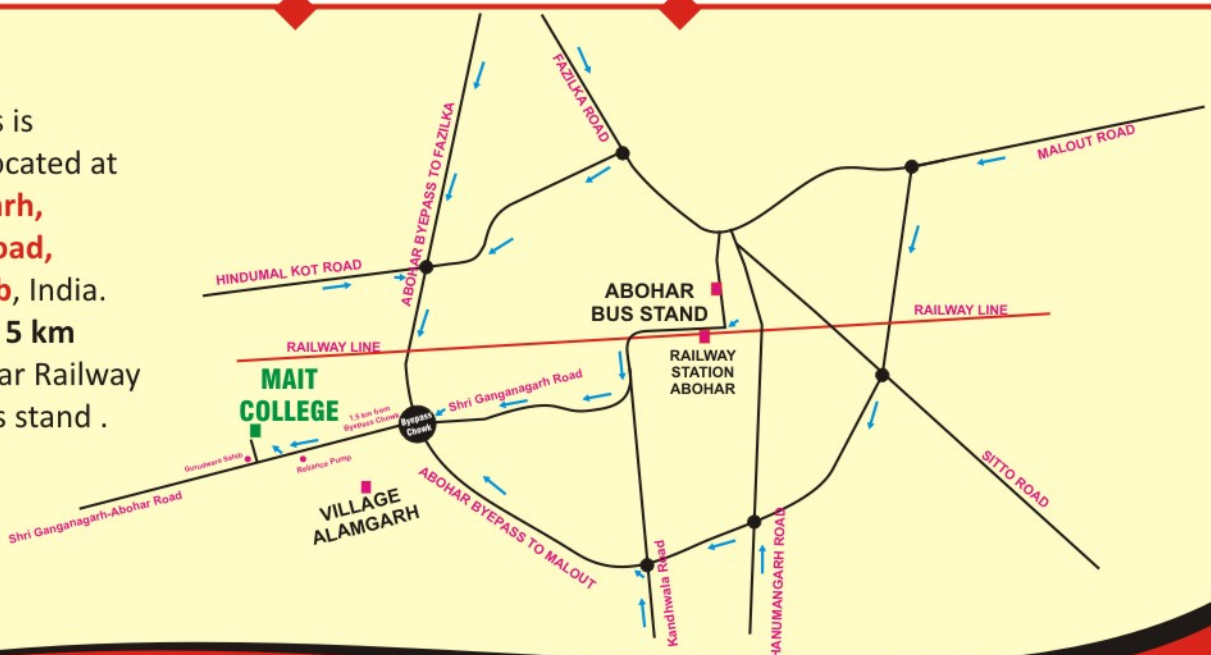 s is
ocated at
arh,
oad,
b, India.
5 km
ar Railway
s stand .
ABOHAR BYEPASS TO FAZILKA
FAZILKA ROAD
MALOUT ROAD
HINDUMAL KOT ROAD
ABOHAR
BUS STAND
RAILWAY LINE
RAILWAY LINE
RAILWAY
STATION
ABOHAR
MAIT
COLLEGE
Shri Ganganagarh Road
1.5 km from
Byepass Chowk
Byepass
Chowk
Gurudwara Sahib
Reliance Pump
Shri Ganganagarh-Abohar Road
VILLAGE
ALAMGARH
ABOHAR BYEPASS TO MALOUT
SITTO ROAD
Kandhwala Road
HANUMANGARH ROAD